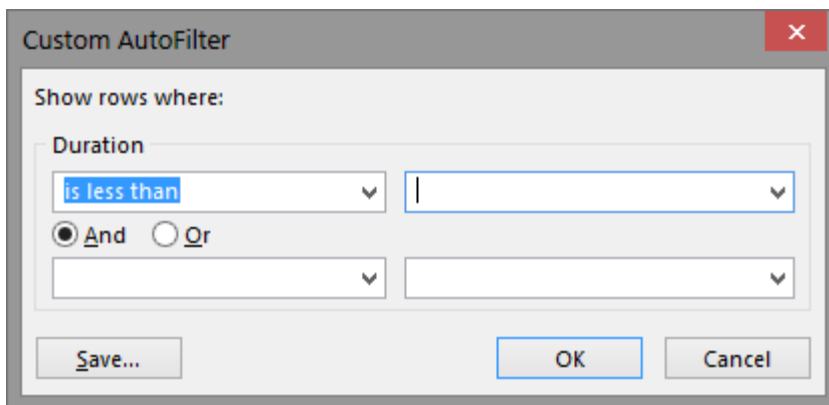 Custom AutoFilter
Show rows where:
Duration
is less than
And Or
Save... OK Cancel